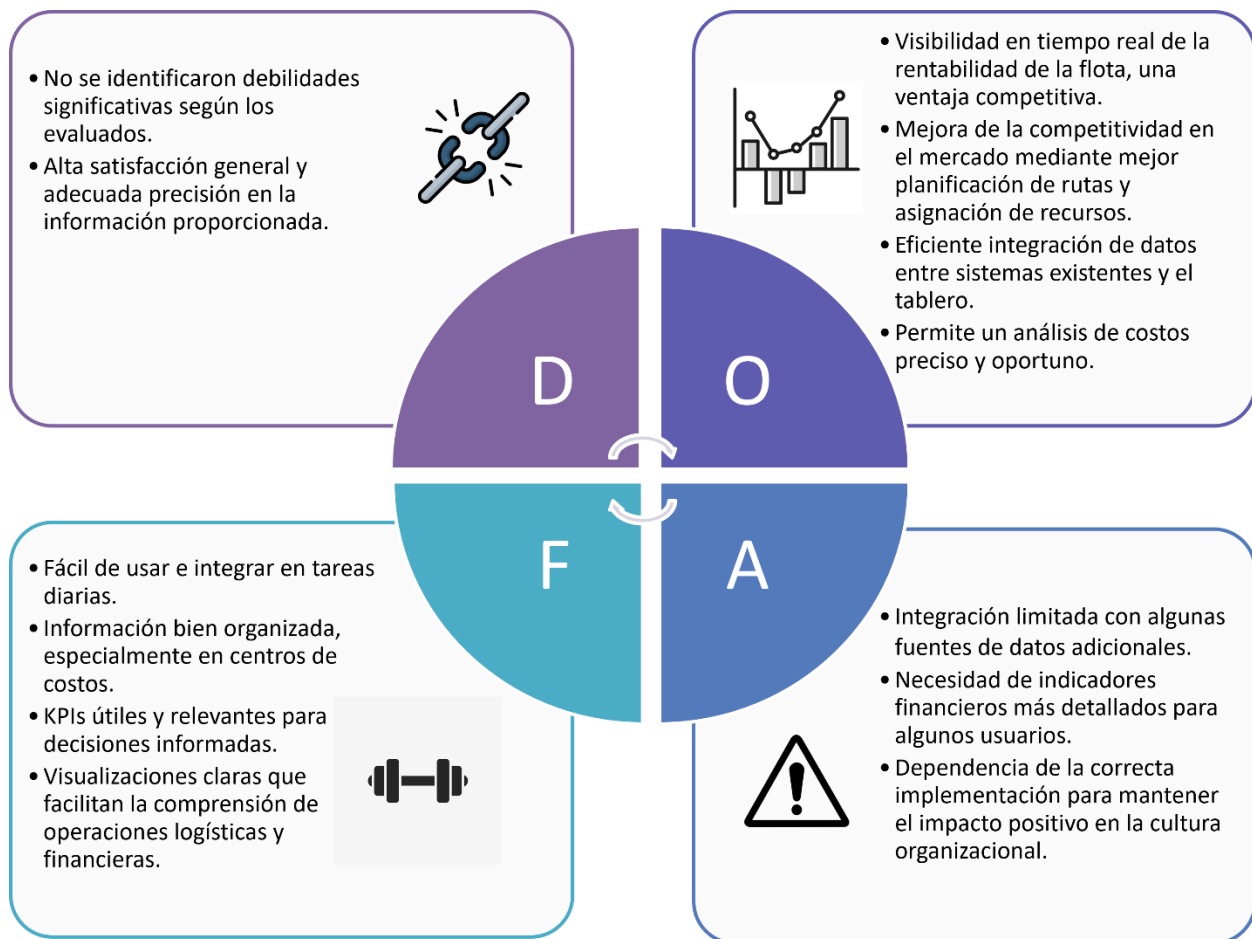 • No se identificaron debilidades
significativas según los
evaluados.
• Alta satisfacción general y
adecuada precisión en la
información proporcionada.
• Visibilidad en tiempo real de la
rentabilidad de la flota, una
ventaja competitiva.
• Mejora de la competitividad en
el mercado mediante mejor
planificación de rutas y
asignación de recursos.
• Eficiente integración de datos
entre sistemas existentes y el
tablero.
• Permite un análisis de costos
preciso y oportuno.
D
O
F
A
• Fácil de usar e integrar en tareas
diarias.
• Información bien organizada,
especialmente en centros de
costos.
• KPIs útiles y relevantes para
decisiones informadas.
• Visualizaciones claras que
facilitan la comprensión de
operaciones logísticas y
financieras.
• Integración limitada con algunas
fuentes de datos adicionales.
• Necesidad de indicadores
financieros más detallados para
algunos usuarios.
• Dependencia de la correcta
implementación para mantener
el impacto positivo en la cultura
organizacional.